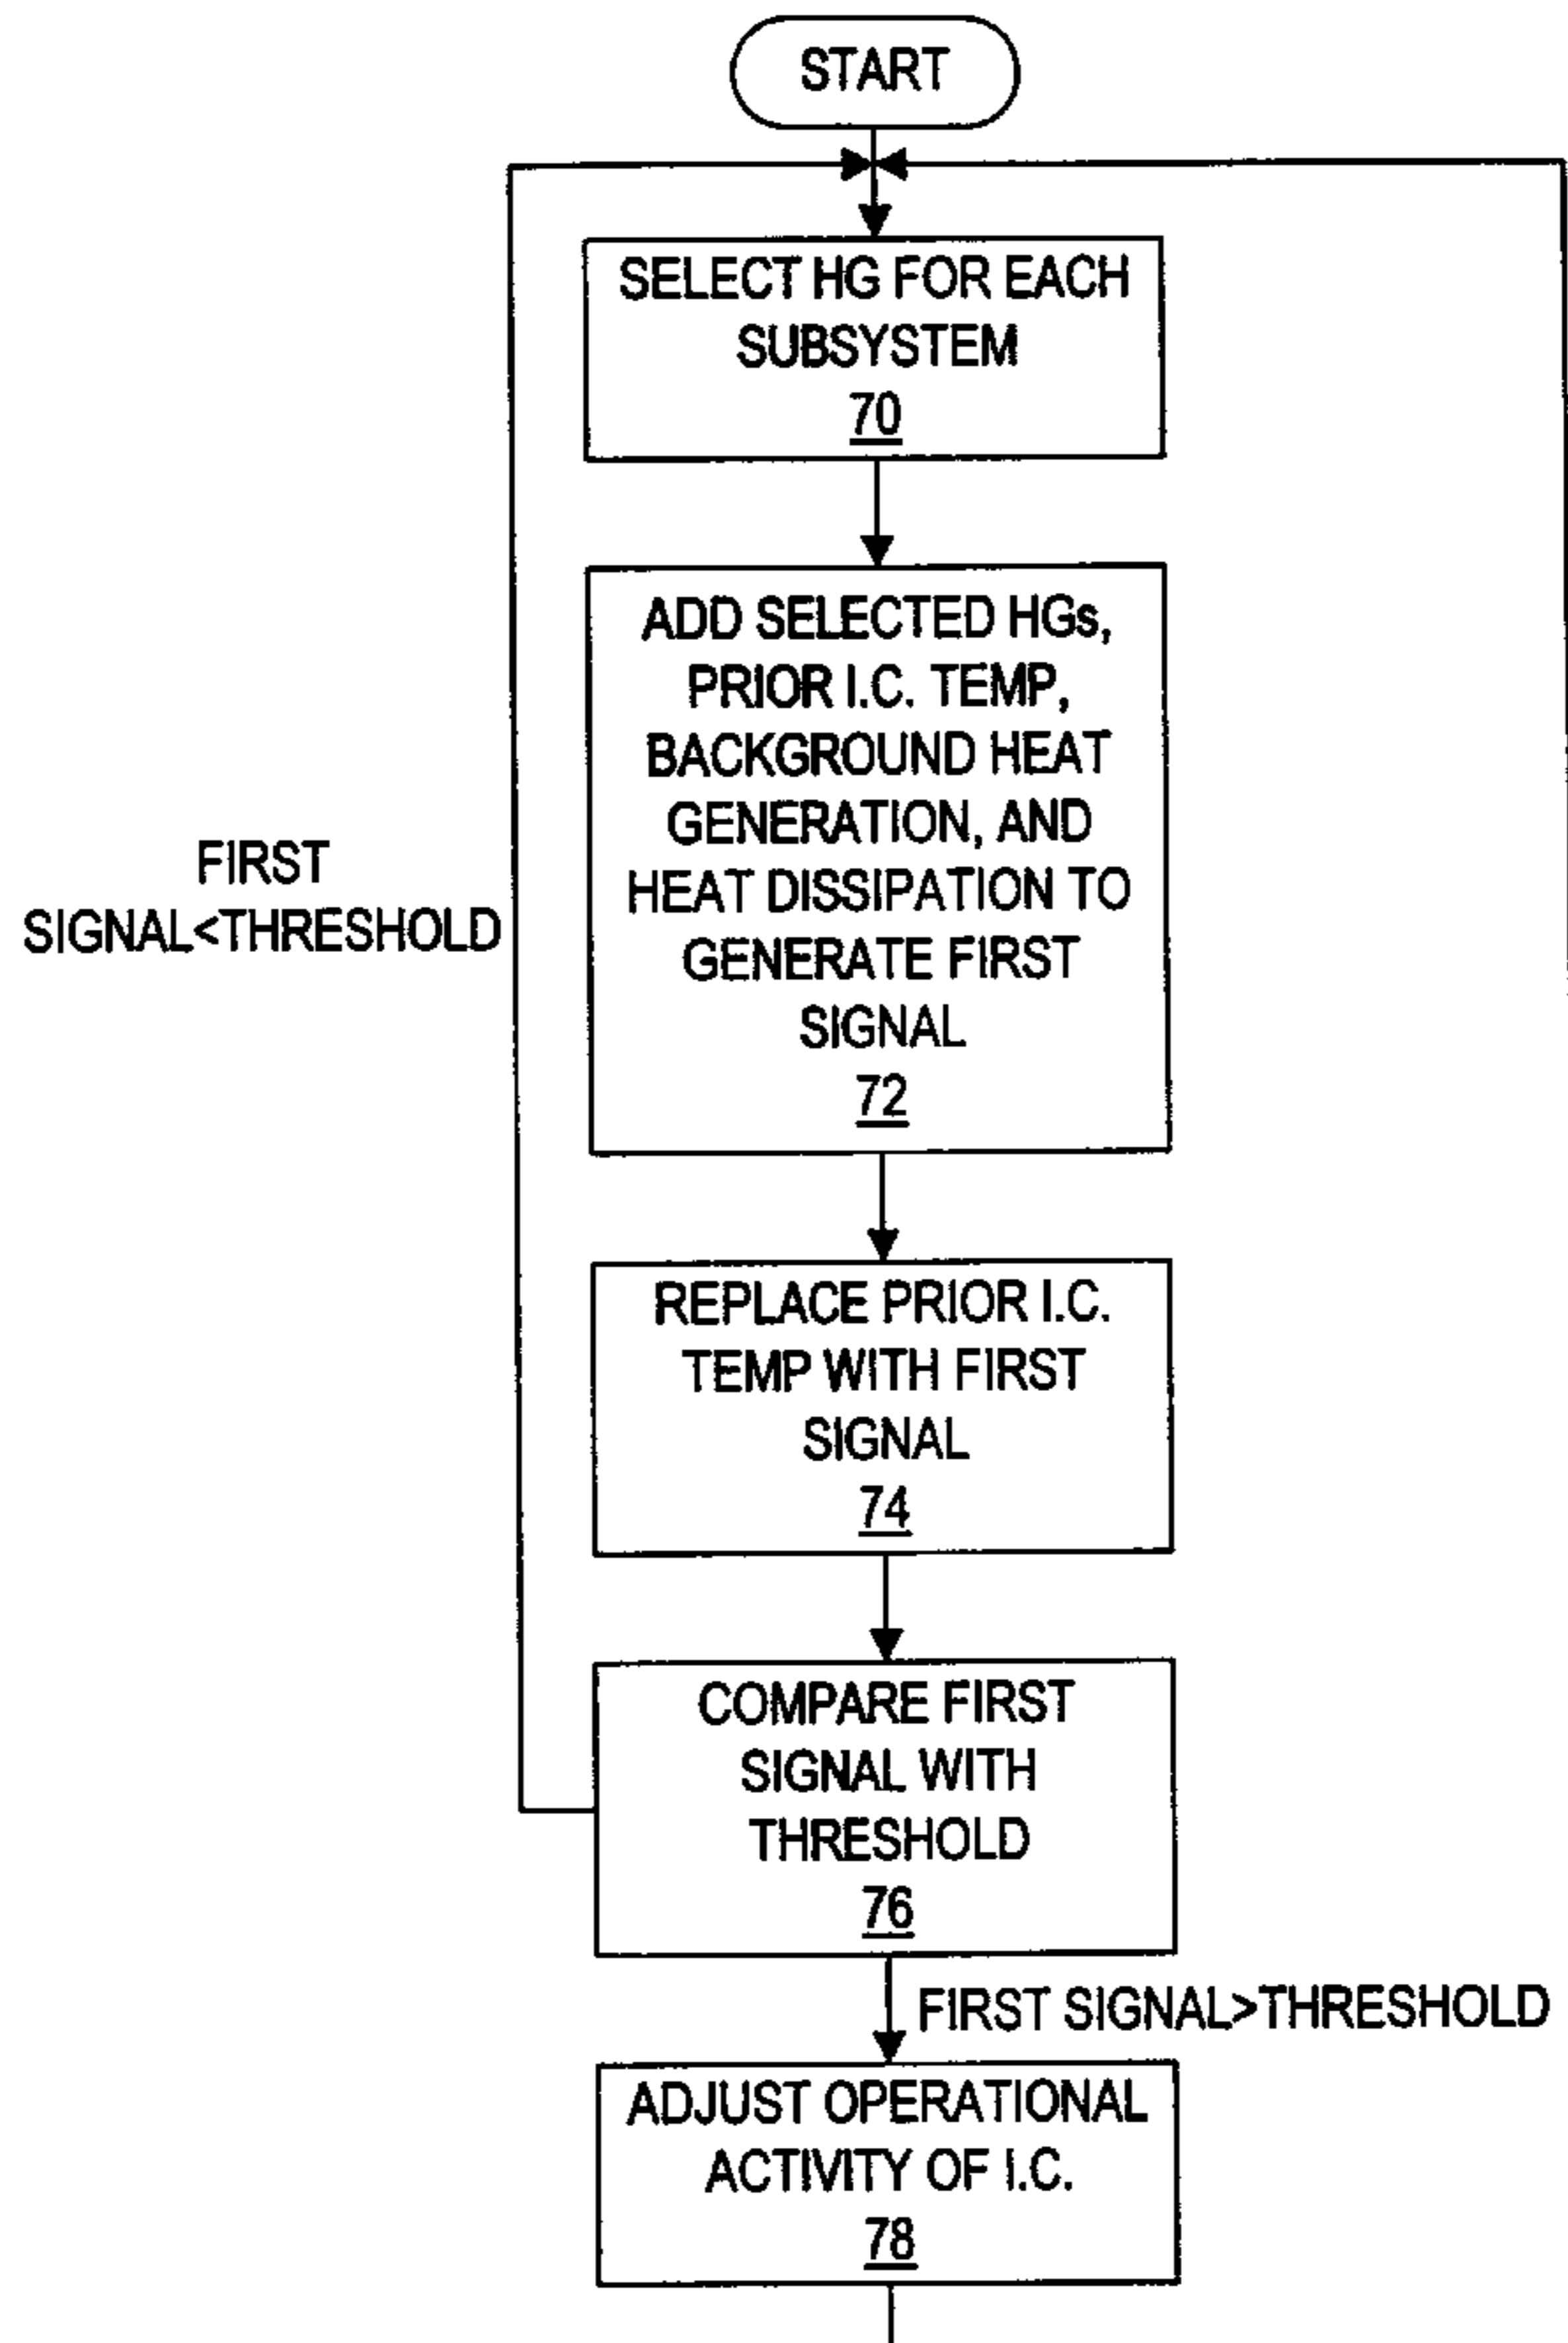 START
SELECT HG FOR EACH
SUBSYSTEM
70
ADD SELECTED HGs,
PRIOR I.C. TEMP,
BACKGROUND HEAT
GENERATION, AND
HEAT DISSIPATION TO
GENERATE FIRST
SIGNAL
72
FIRST
SIGNAL<THRESHOLD
REPLACE PRIOR I.C.
TEMP WITH FIRST
SIGNAL
74
COMPARE FIRST
SIGNAL WITH
THRESHOLD
76
FIRST SIGNAL>THRESHOLD
ADJUST OPERATIONAL
ACTIVITY OF I.C.
78